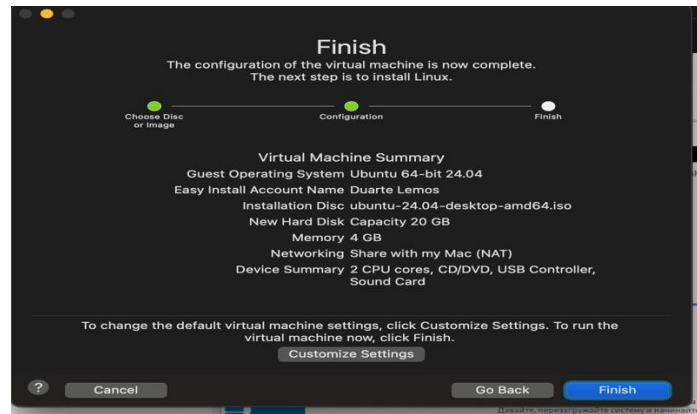 Finish
The configuration of the virtual machine is now complete.
The next step is to install Linux.
Choose Disc
or Image
Configuration
Finish
Virtual Machine Summary
Guest Operating System Ubuntu 64-bit 24.04
Easy Install Account Name Duarte Lemos
Installation Disc ubuntu-24.04-desktop-amd64.iso
New Hard Disk Capacity 20 GB
Memory 4 GB
Networking Share with my Mac (NAT)
Device Summary 2 CPU cores, CD/DVD, USB Controller,
Sound Card
To change the default virtual machine settings, click Customize Settings. To run the
virtual machine now, click Finish.
Customize Settings
? Cancel Go Back Finish
Давайте, перезагружайте систему и начинайт